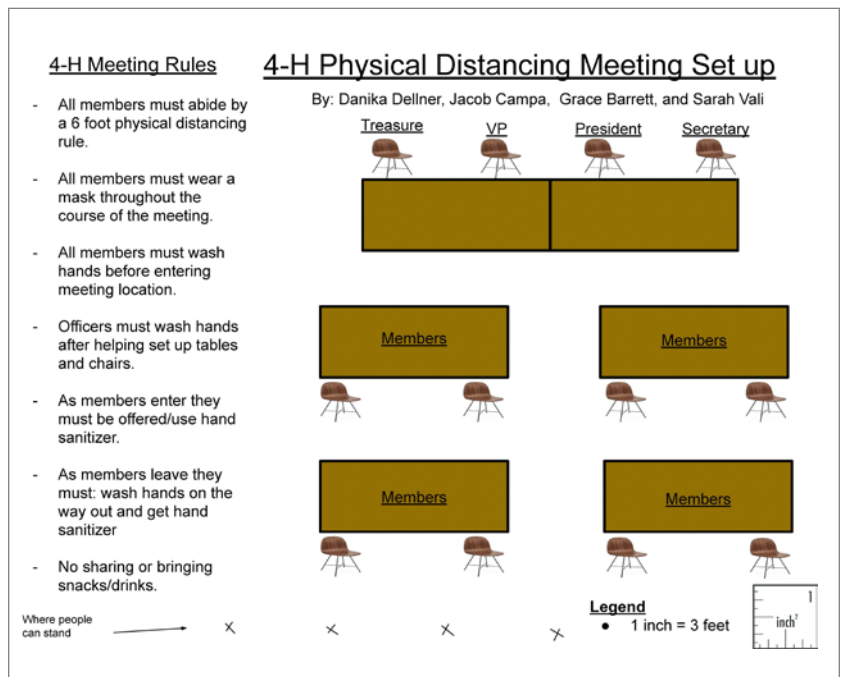 4-H Meeting Rules
- All members must abide by
a 6 foot physical distancing
rule.
- All members must wear a
mask throughout the
course of the meeting.
- All members must wash
hands before entering
meeting location.
- Officers must wash hands
after helping set up tables
and chairs.
- As members enter they
must be offered/use hand
sanitizer.
- As members leave they
must: wash hands on the
way out and get hand
sanitizer
- No sharing or bringing
snacks/drinks.
Where people
can stand
4-H Physical Distancing Meeting Set up
By: Danika Dellner, Jacob Campa, Grace Barrett, and Sarah Vali
Treasure VP President Secretary
Members Members
Members Members
x x x x
Legend
● 1 inch = 3 feet
1
inch²